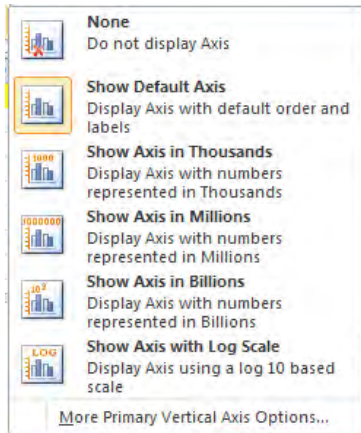 None
Do not display Axis
Show Default Axis
Display Axis with default order and
labels
1000
Show Axis in Thousands
Display Axis with numbers
represented in Thousands
1000000
Show Axis in Millions
Display Axis with numbers
represented in Millions
Show Axis in Billions
Display Axis with numbers
represented in Billions
LOG
Show Axis with Log Scale
Display Axis using a log 10 based
scale
More Primary Vertical Axis Options...